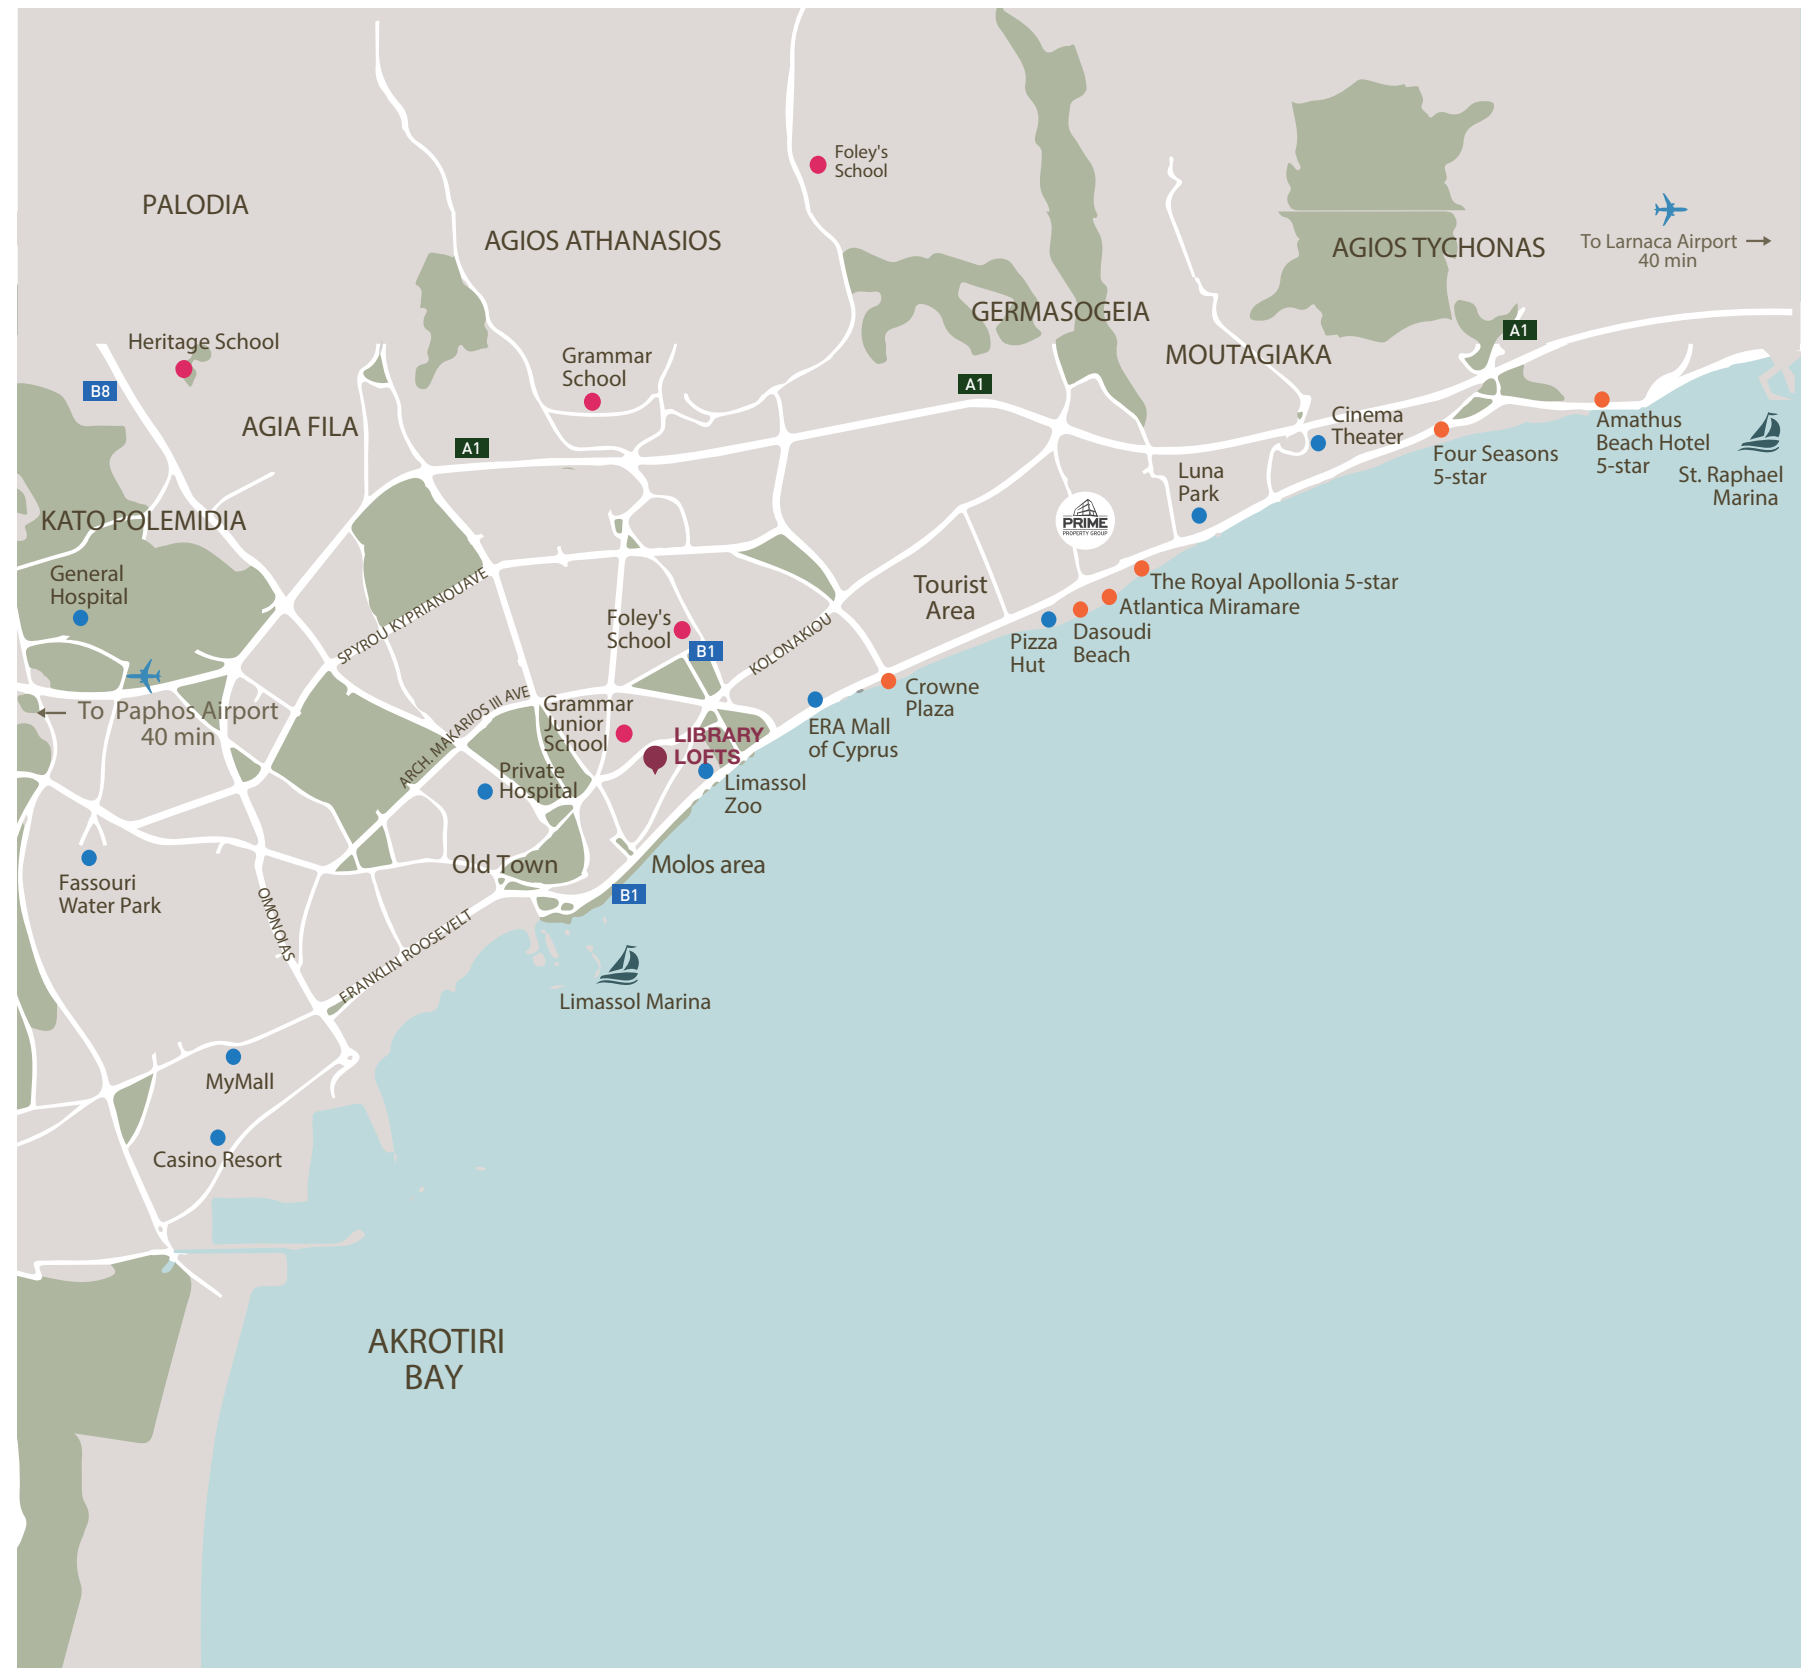 Foley's
School
PALODIA
AGIOS ATHANASIOS
AGIOS TYCHONAS
To Larnaca Airport
40 min
GERMASOGEIA
MOUTAGIAKA
A1
Heritage School
Grammar
School
B8
A1
AGIA FILA
A1
Cinema
Theater
Amathus
Beach Hotel
5-star
Four Seasons
5-star
St. Raphael
Marina
Luna
Park
KATO POLEMIDIA
PRIME
PROPERTY GROUP
General
Hospital
SPYROU KYPRIANOUAVE
Tourist
Area
The Royal Apollonia 5-star
Atlantica Miramare
Foley's
School
B1
KOLONAKIOU
Pizza
Hut
Dasoudi
Beach
To Paphos Airport
40 min
ARCH. MAKARIOS III AVE
Grammar
Junior
School
Crowne
Plaza
LIBRARY
LOFTS
ERA Mall
of Cyprus
Private
Hospital
Limassol
Zoo
Old Town
Molos area
Fassouri
Water Park
B1
OMONOIAS
FRANKLIN ROOSEVELT
Limassol Marina
MyMall
Casino Resort
AKROTIRI
BAY